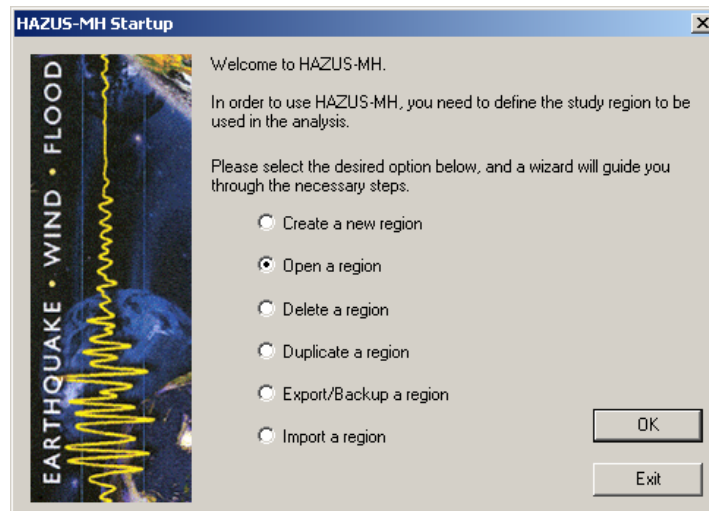 HAZUS-MH Startup
EARTHQUAKE • WIND • FLOOD
Welcome to HAZUS-MH.
In order to use HAZUS-MH, you need to define the study region to be
used in the analysis.
Please select the desired option below, and a wizard will guide you
through the necessary steps.
Create a new region
Open a region
Delete a region
Duplicate a region
Export/Backup a region
Import a region
OK
Exit